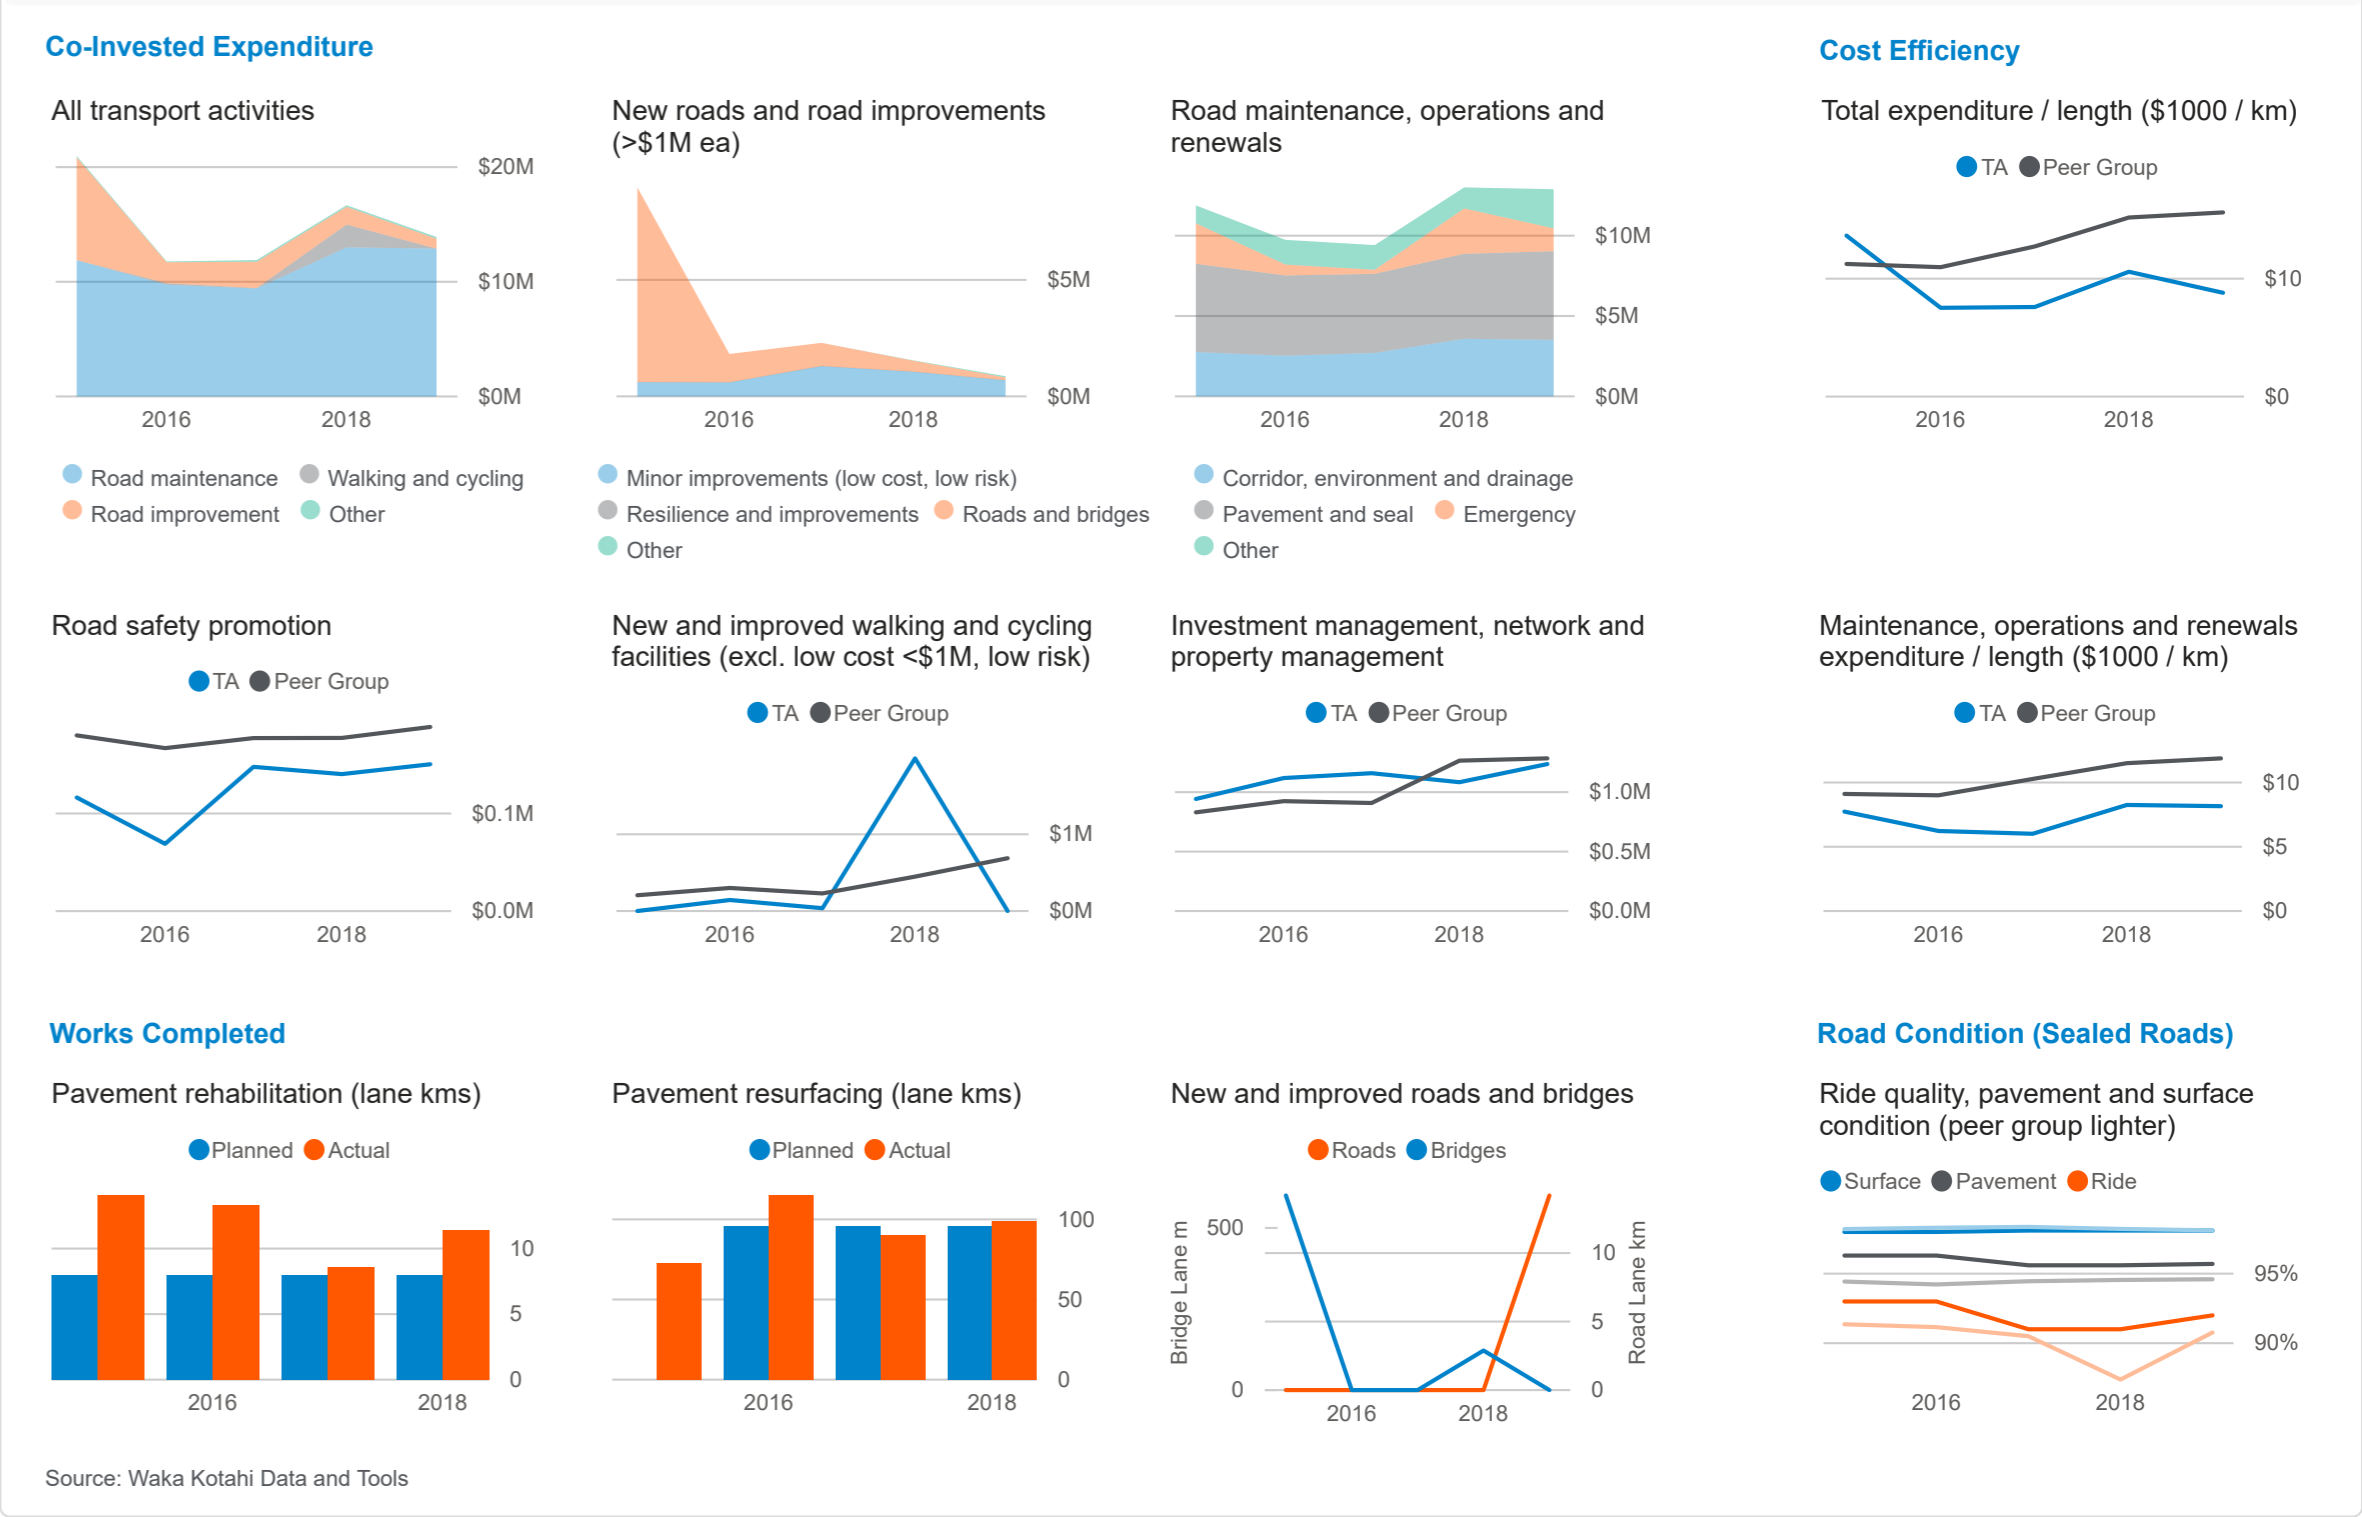 Co-Invested Expenditure
Cost Efficiency
All transport activities
$20M
$10M
$0M
2016 2018
Road maintenance Walking and cycling
Road improvement Other
New roads and road improvements
(>$1M ea)
$5M
$0M
2016 2018
Minor improvements (low cost, low risk)
Resilience and improvements Roads and bridges
Other
Road maintenance, operations and
renewals
$10M
$5M
$0M
2016 2018
Corridor, environment and drainage
Pavement and seal Emergency
Other
Total expenditure / length ($1000 / km)
TA Peer Group
$10
$0
2016 2018
Road safety promotion
TA Peer Group
$0.1M
$0.0M
2016 2018
New and improved walking and cycling
facilities (excl. low cost <$1M, low risk)
TA Peer Group
$1M
$0M
2016 2018
Investment management, network and
property management
TA Peer Group
$1.0M
$0.5M
$0.0M
2016 2018
Maintenance, operations and renewals
expenditure / length ($1000 / km)
TA Peer Group
$10
$5
$0
2016 2018
Works Completed
Road Condition (Sealed Roads)
Pavement rehabilitation (lane kms)
Planned Actual
10
5
0
2016 2018
Pavement resurfacing (lane kms)
Planned Actual
100
50
0
2016 2018
New and improved roads and bridges
Roads Bridges
Bridge Lane m
500
0
10
5
0
Road Lane km
2016 2018
Ride quality, pavement and surface
condition (peer group lighter)
Surface Pavement Ride
95%
90%
2016 2018
Source: Waka Kotahi Data and Tools